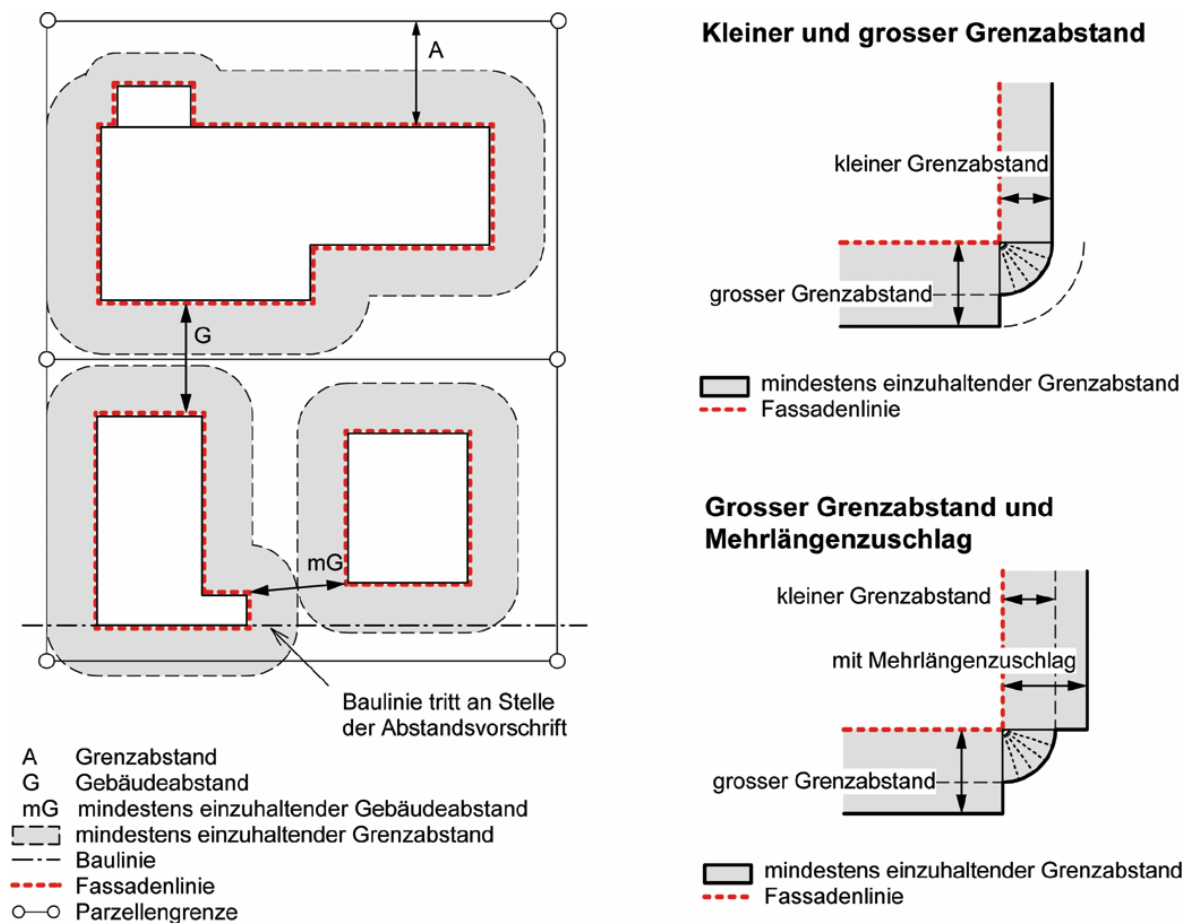 A
G
mG
Baulinie tritt an Stelle
der Abstandsvorschrift
A Grenzabstand
G Gebäudeabstand
mG mindestens einzuhaltender Gebäudeabstand
mindestens einzuhaltender Grenzabstand
Baulinie
Fassadenlinie
Parzellengrenze
Kleiner und grosser Grenzabstand
kleiner Grenzabstand
grosser Grenzabstand
mindestens einzuhaltender Grenzabstand
Fassadenlinie
Grosser Grenzabstand und
Mehrlängenzuschlag
kleiner Grenzabstand
mit Mehrlängenzuschlag
grosser Grenzabstand
mindestens einzuhaltender Grenzabstand
Fassadenlinie